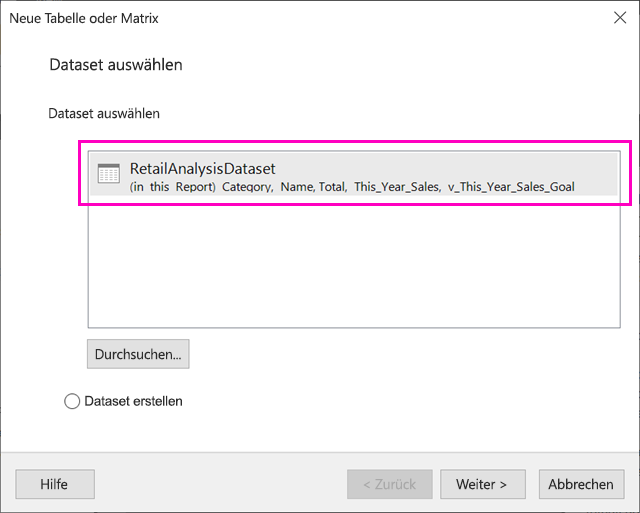 Neue Tabelle oder Matrix
Dataset auswählen
Dataset auswählen
RetailAnalysisDataset
(in this Report) Category, Name, Total, This_Year_Sales, v_This_Year_Sales_Goal
Durchsuchen...
Dataset erstellen
Hilfe
< Zurück
Weiter >
Abbrechen